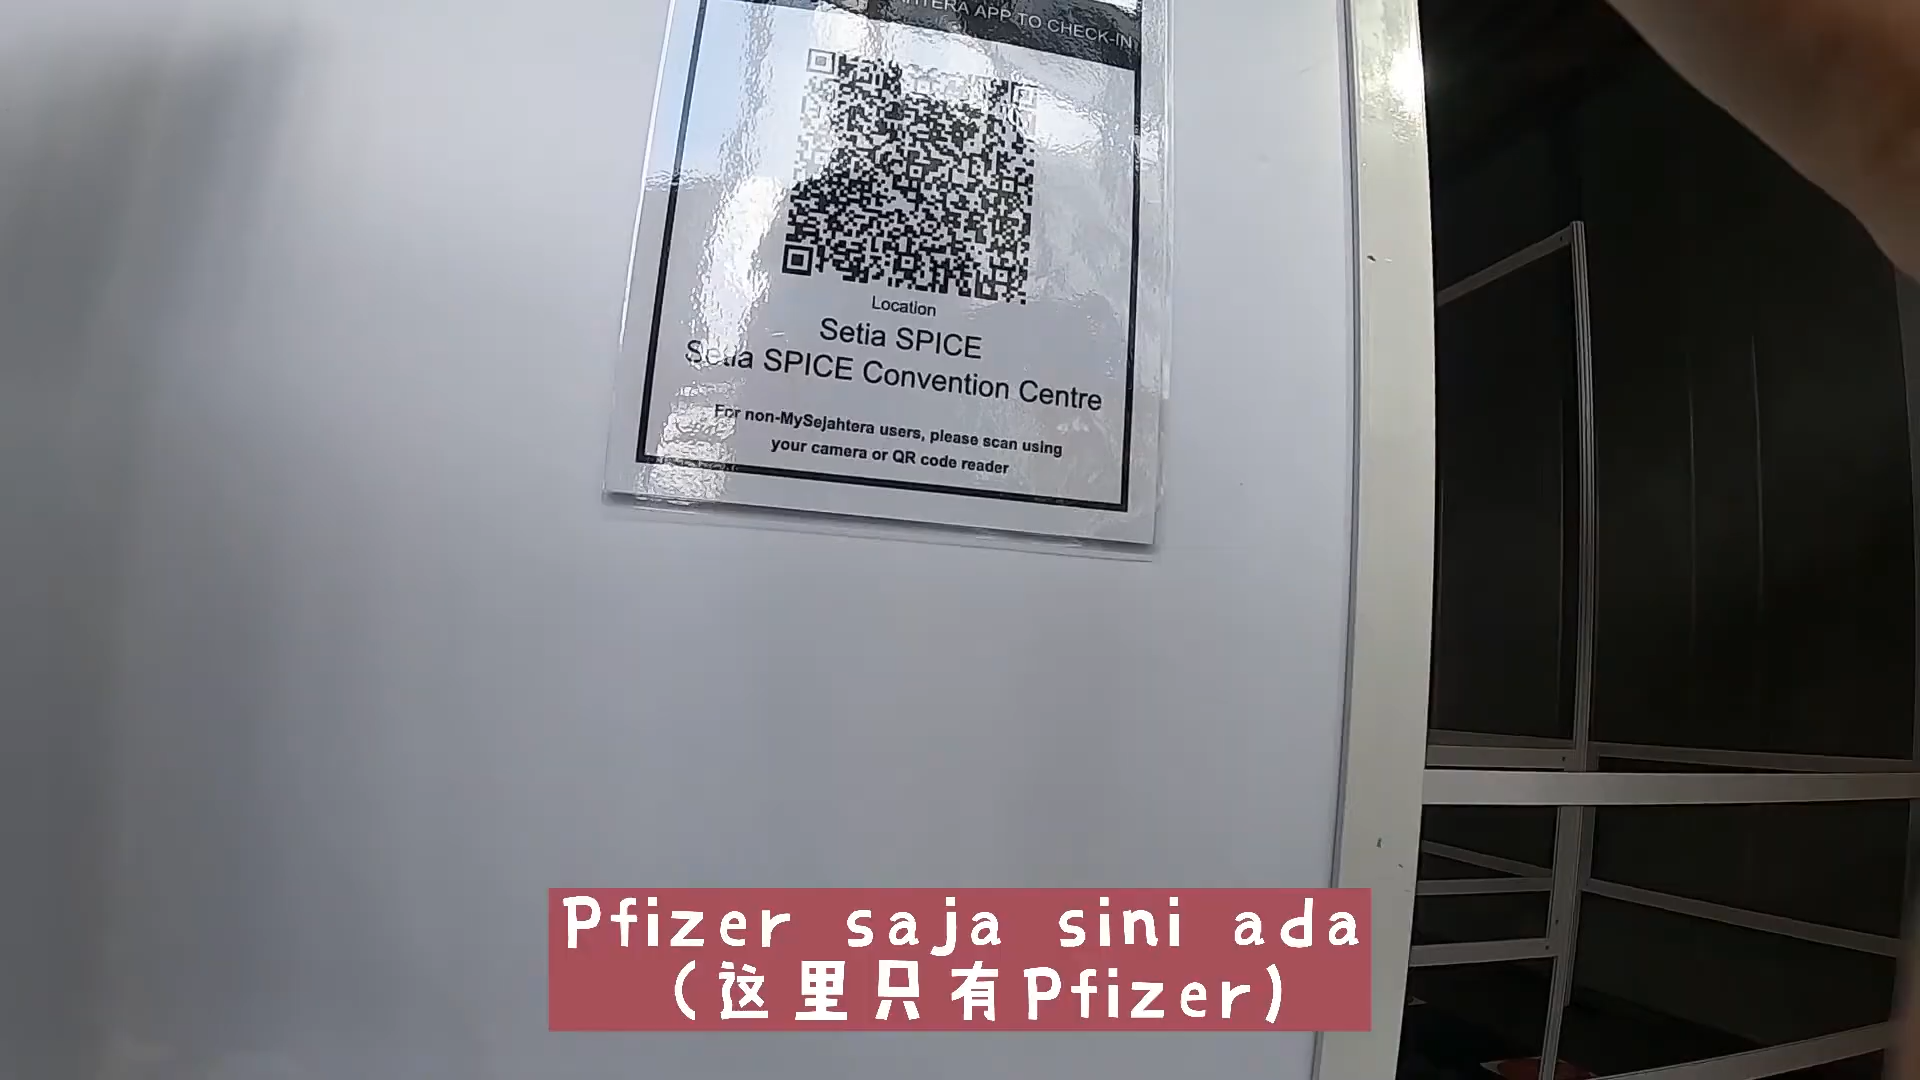 APP TO CHECK-IN
Location
Setia SPICE
Setia SPICE Convention Centre
For non-MySejahtera users, please scan using
your camera or QR code reader
Pfizer saja sini ada
(这里只有Pfizer)